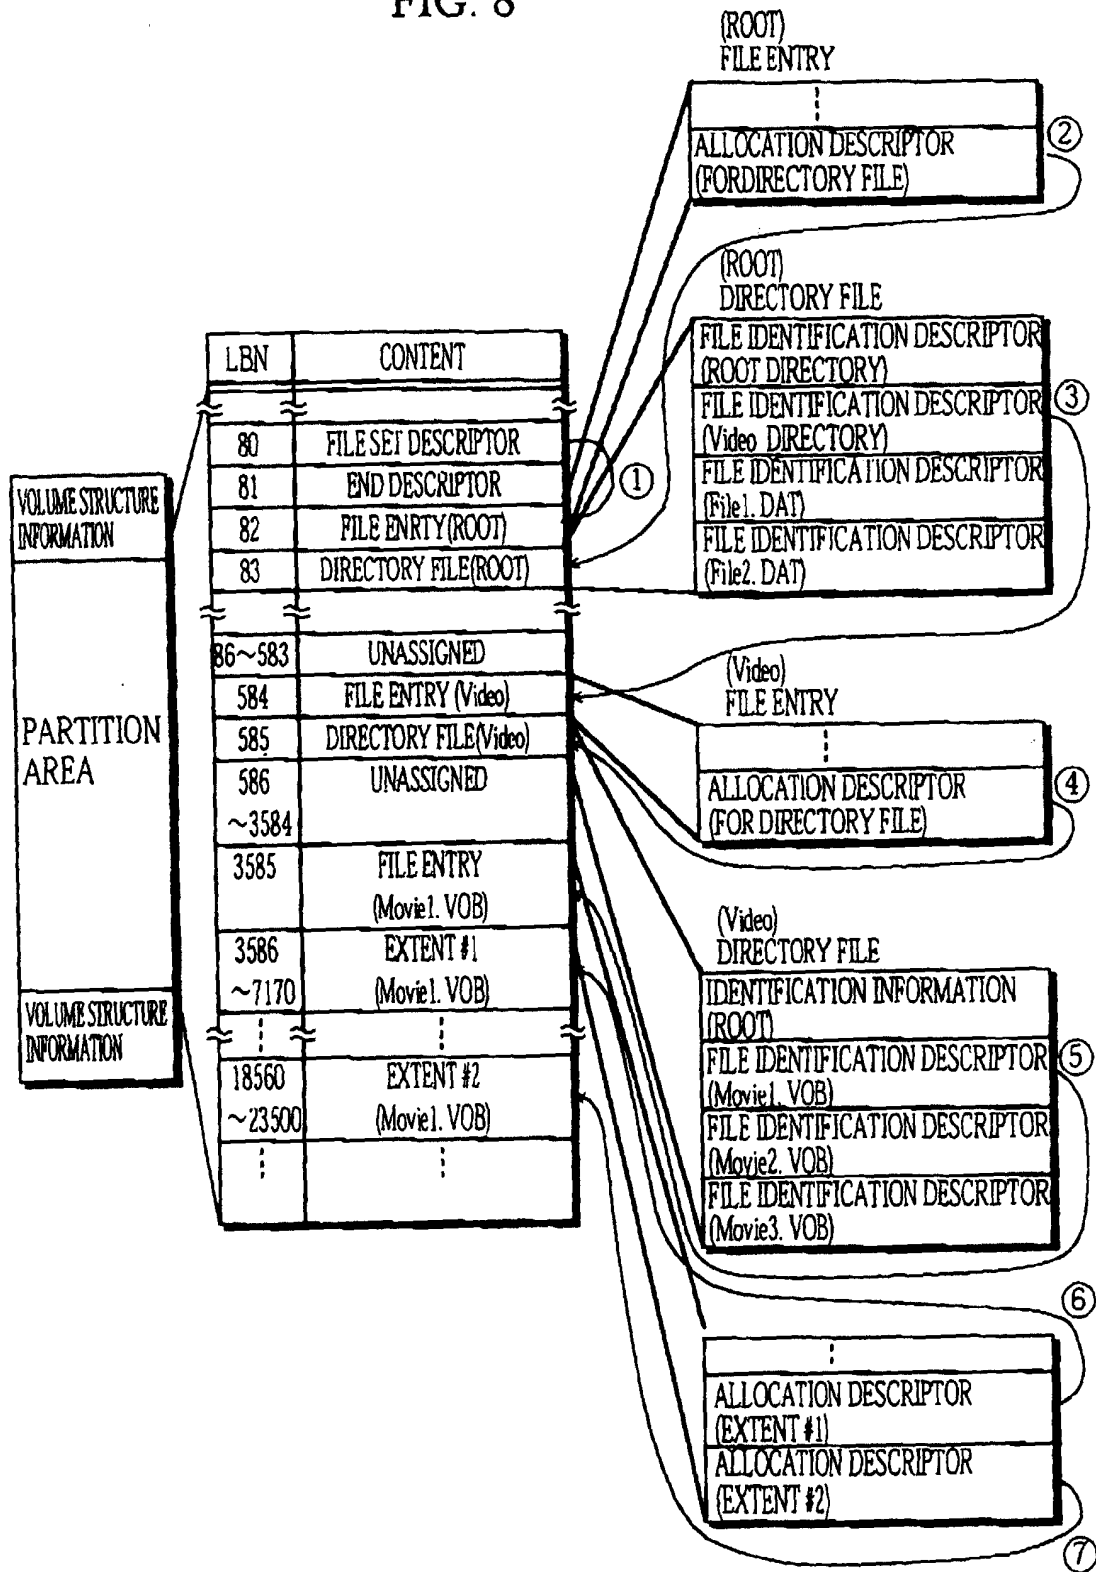 FIG. 8
(ROOT)
FILE ENTRY
ALLOCATION DESCRIPTOR
(FORDIRECTORY FILE)
②
(ROOT)
DIRECTORY FILE
FILE IDENTIFICATION DESCRIPTOR
(ROOT DIRECTORY)
FILE IDENTIFICATION DESCRIPTOR
(Video DIRECTORY)
③
FILE IDENTIFICATION DESCRIPTOR
(File1. DAT)
FILE IDENTIFICATION DESCRIPTOR
(File2. DAT)
VOLUME STRUCTURE
INFORMATION
PARTITION
AREA
VOLUME STRUCTURE
INFORMATION
LBN CONTENT
80 FILE SET DESCRIPTOR
①
81 END DESCRIPTOR
82 FILE ENRTY(ROOT)
83 DIRECTORY FILE(ROOT)
86~583 UNASSIGNED
584 FILE ENTRY (Video)
585 DIRECTORY FILE(Video)
586 UNASSIGNED
~3584
3585 FILE ENTRY
(Movie1. VOB)
3586 EXTENT #1
~7170 (Movie1. VOB)
18560 EXTENT #2
~23500 (Movie1. VOB)
(Video)
FILE ENTRY
ALLOCATION DESCRIPTOR
(FOR DIRECTORY FILE)
④
(Video)
DIRECTORY FILE
IDENTIFICATION INFORMATION
(ROOT)
FILE IDENTIFICATION DESCRIPTOR
(Movie1. VOB)
⑤
FILE IDENTIFICATION DESCRIPTOR
(Movie2. VOB)
FILE IDENTIFICATION DESCRIPTOR
(Movie3. VOB)
⑥
ALLOCATION DESCRIPTOR
(EXTENT #1)
ALLOCATION DESCRIPTOR
(EXTENT #2)
⑦